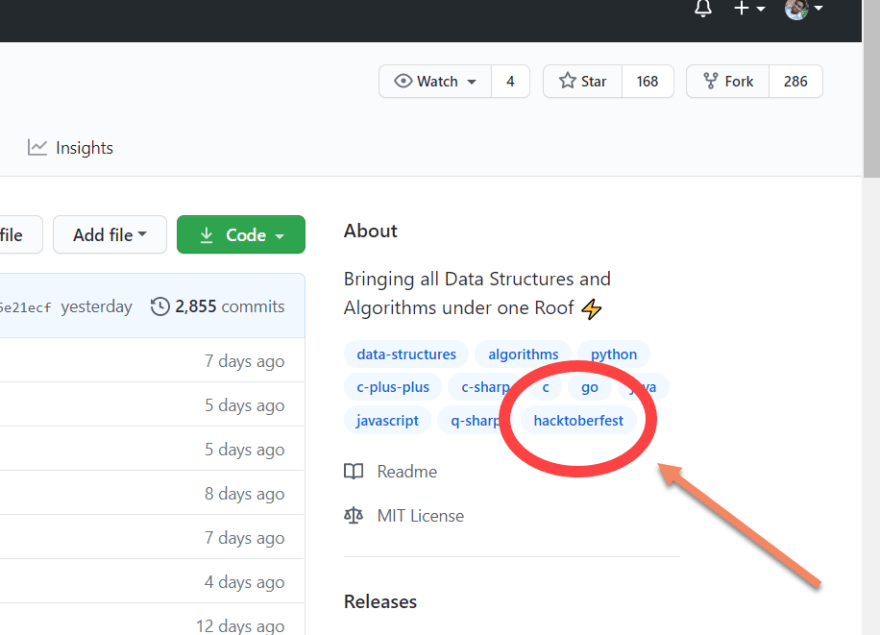 Watch 4 Star 168 Fork 286
Insights
file Add file Code
About
Bringing all Data Structures and
Algorithms under one Roof ⚡
5e21ecf yesterday 2,855 commits
7 days ago
5 days ago
5 days ago
8 days ago
7 days ago
4 days ago
12 days ago
data-structures algorithms python
c-plus-plus c-sharp c go java
javascript q-sharp hacktoberfest
Readme
MIT License
Releases